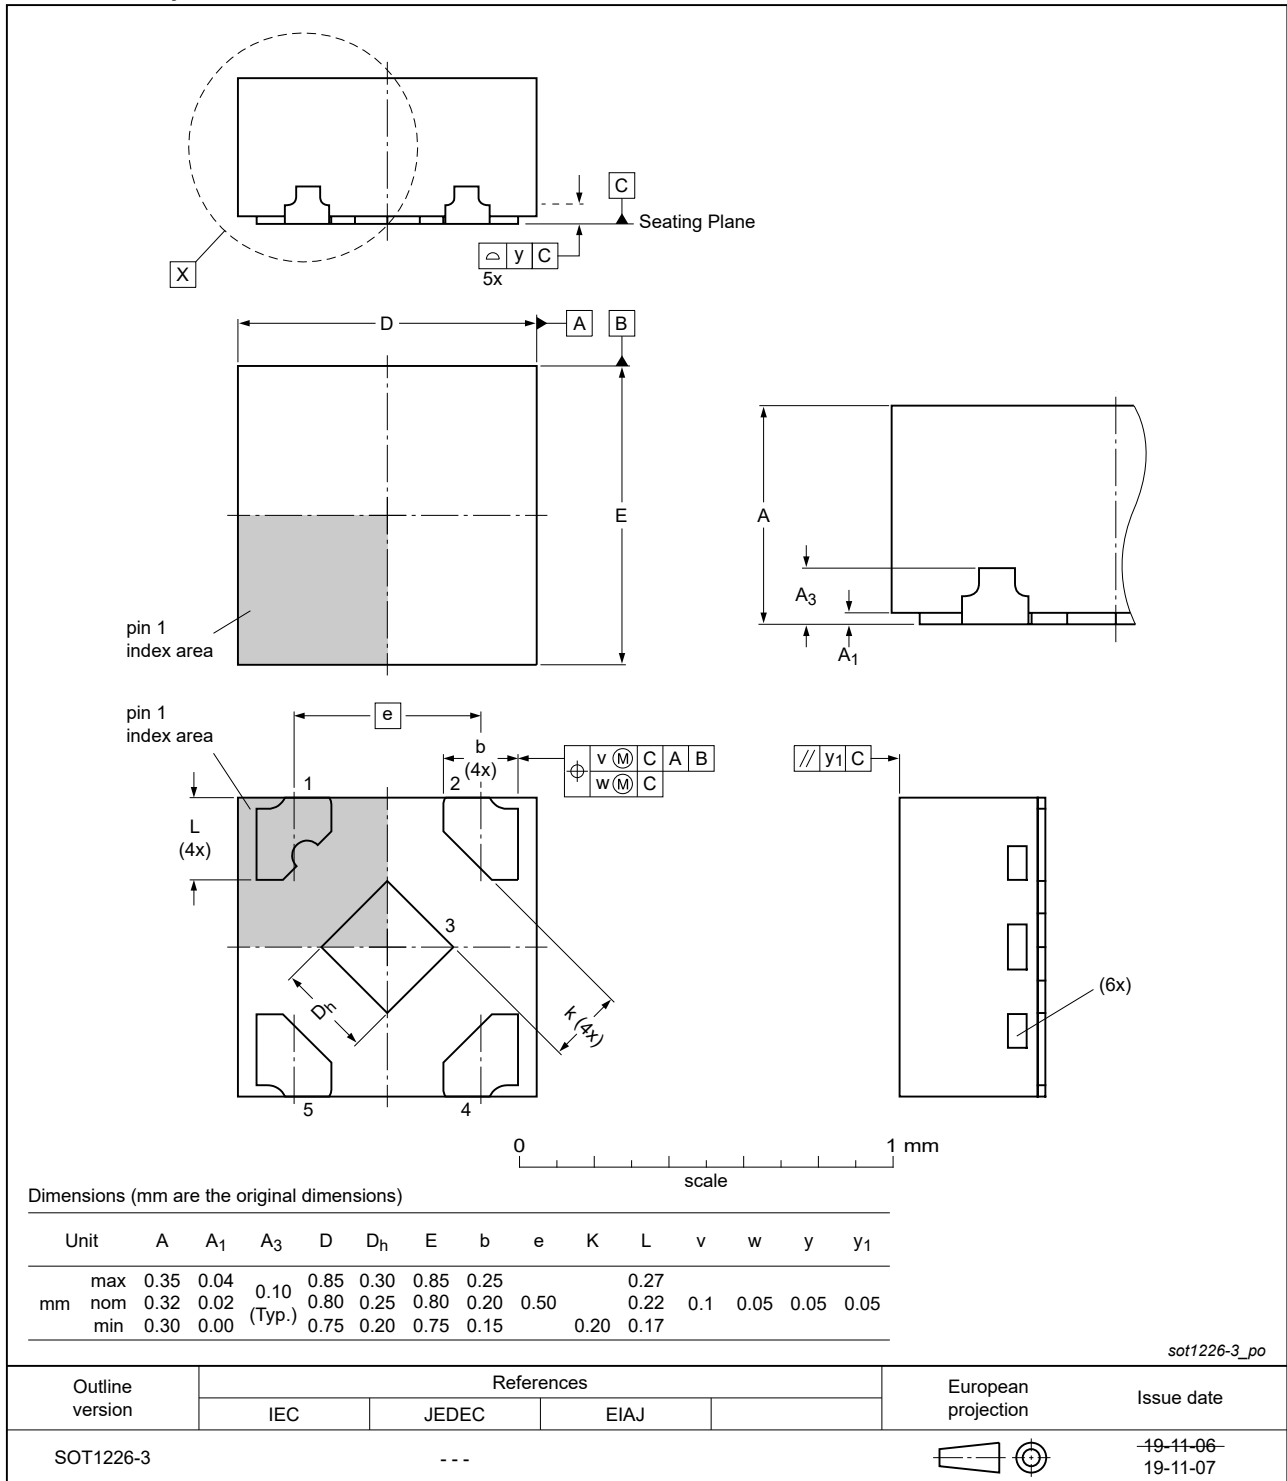 C
Seating Plane
⌓ y C
5x
X
D
A
B
E
pin 1
index area
A
A3
A1
pin 1
index area
e
b
(4x)
v Ⓜ C A B
w Ⓜ C
// y1 C
1
2
L
(4x)
3
Dh
k (4x)
(6x)
5
4
0
1 mm
scale
Dimensions (mm are the original dimensions)
Unit A A1 A3 D Dh E b e K L v w y y1
max 0.35 0.04 0.85 0.30 0.85 0.25 0.27
mm nom 0.32 0.02 0.10 (Typ.) 0.80 0.25 0.80 0.20 0.50 0.22 0.1 0.05 0.05 0.05
min 0.30 0.00 0.75 0.20 0.75 0.15 0.20 0.17
sot1226-3_po
Outline version
References
European projection
Issue date
IEC JEDEC EIAJ
SOT1226-3
- - -
19-11-06
19-11-07